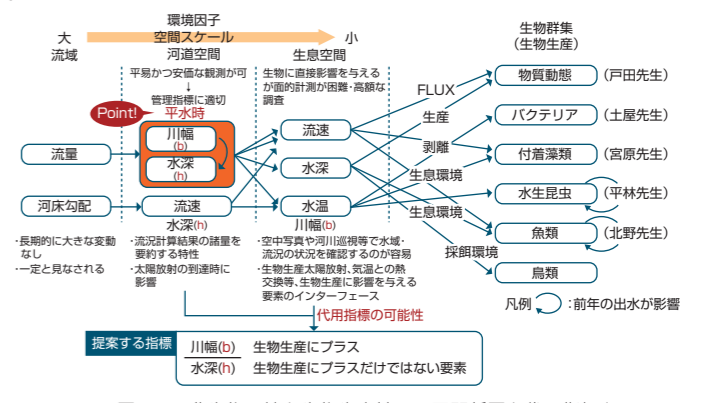 環境因子
大 空間スケール 小
流域 河道空間 生息空間
生物群集
(生物生産)
平易かつ安価な観測が可
↓
管理指標に適切
生物に直接影響を与える
が面的計測が困難・高額な
調査
Point!
平水時
川幅
(b)
水深
(h)
流量
河床勾配
流速
流速
水深
水温
FLUX
生産
剥離
生息環境
生息環境
採餌環境
物質動態 (戸田先生)
バクテリア (土屋先生)
付着藻類 (宮原先生)
水生昆虫 (平林先生)
魚類 (北野先生)
鳥類
凡例 :前年の出水が影響
・長期的に大きな変動
なし
・一定と見なされる
水深(h)
・流況計算結果の諸量を
要約する特性
・太陽放射の到達時に
影響
川幅(b)
・空中写真や河川巡視等で水域・
流況の状況を確認するのが容易
・生物生産太陽放射、気温との熱
交換等、生物生産に影響を与える
要素のインターフェース
代用指標の可能性
提案する指標
川幅(b) 生物生産にプラス
水深(h) 生物生産にプラスだけではない要素